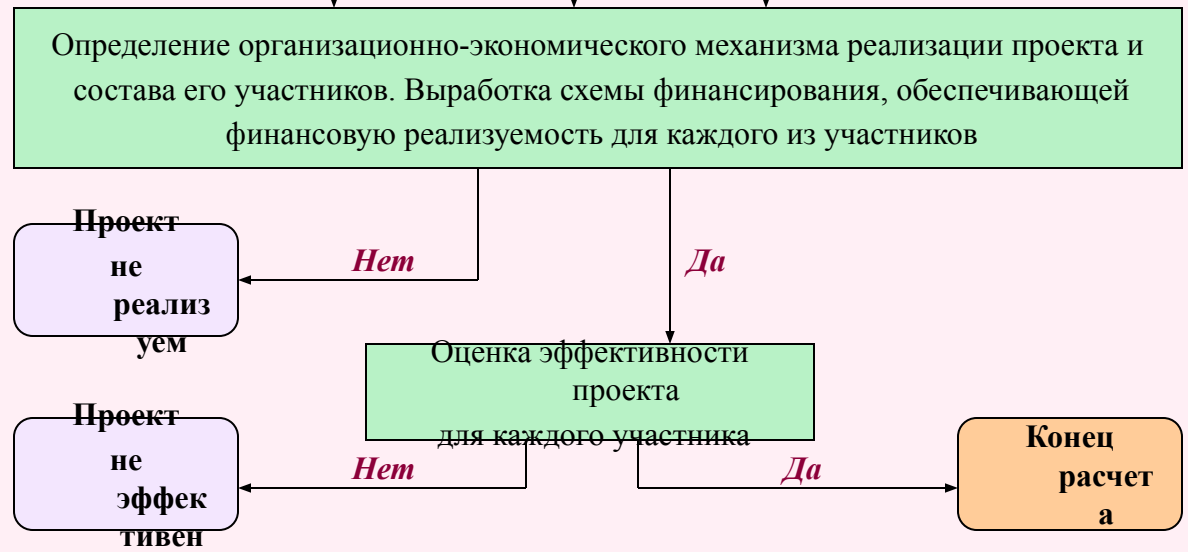 Определение организационно-экономического механизма реализации проекта и
состава его участников. Выработка схемы финансирования, обеспечивающей
финансовую реализуемость для каждого из участников
Проект
не
реализ
уем
Нет
Да
Оценка эффективности
проекта
для каждого участника
Проект
не
эффек
тивен
Нет
Да
Конец
расчет
а